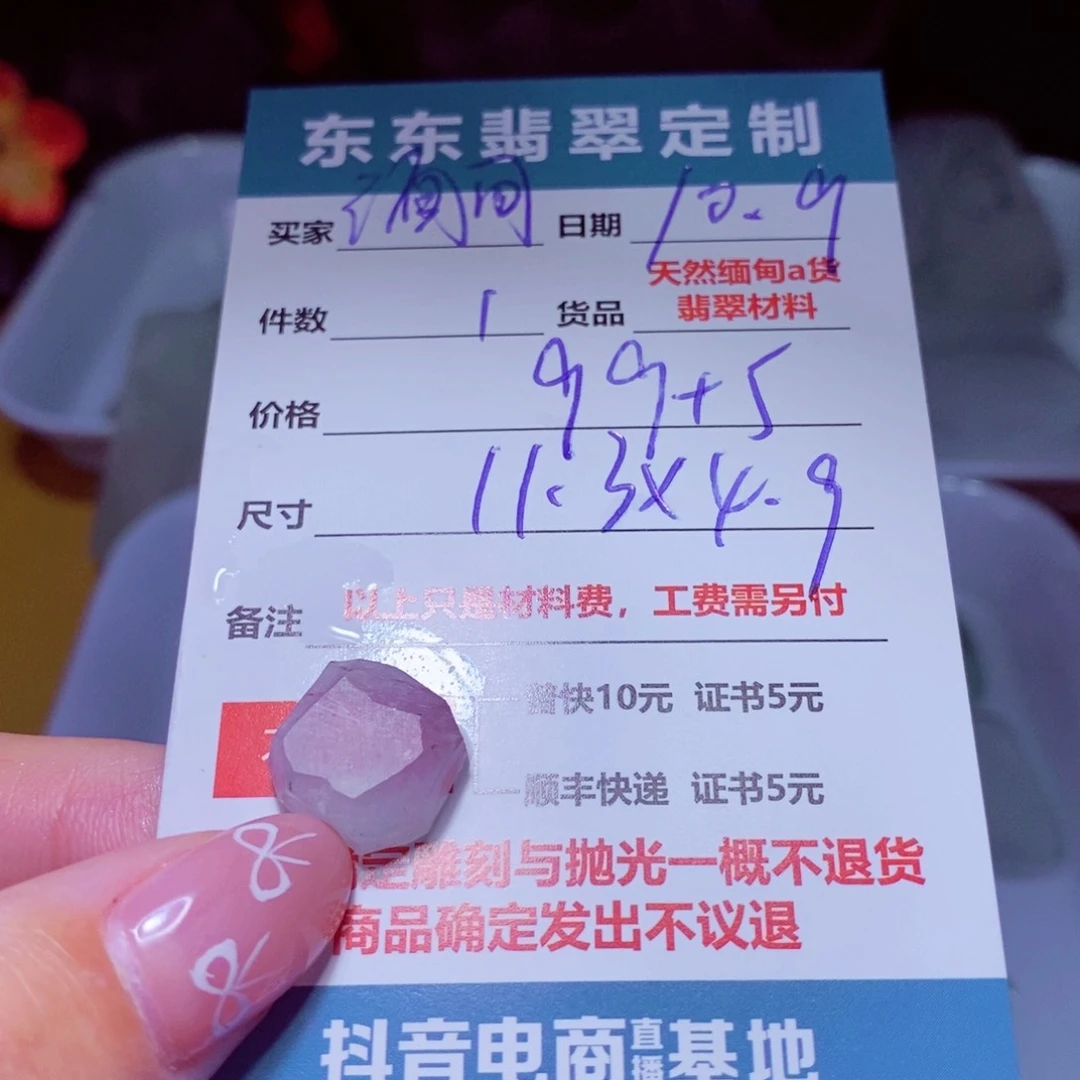 东东翡翠定制
买家 日期 10.9
件数 1 货品 天然缅甸a货
翡翠材料
价格 99+5
尺寸 11.3x4.9
备注 以上只是材料费，工费需另付
普快10元 证书5元
顺丰快递 证书5元
定雕刻与抛光一概不退货
商品确定发出不议退
抖音电商直播基地